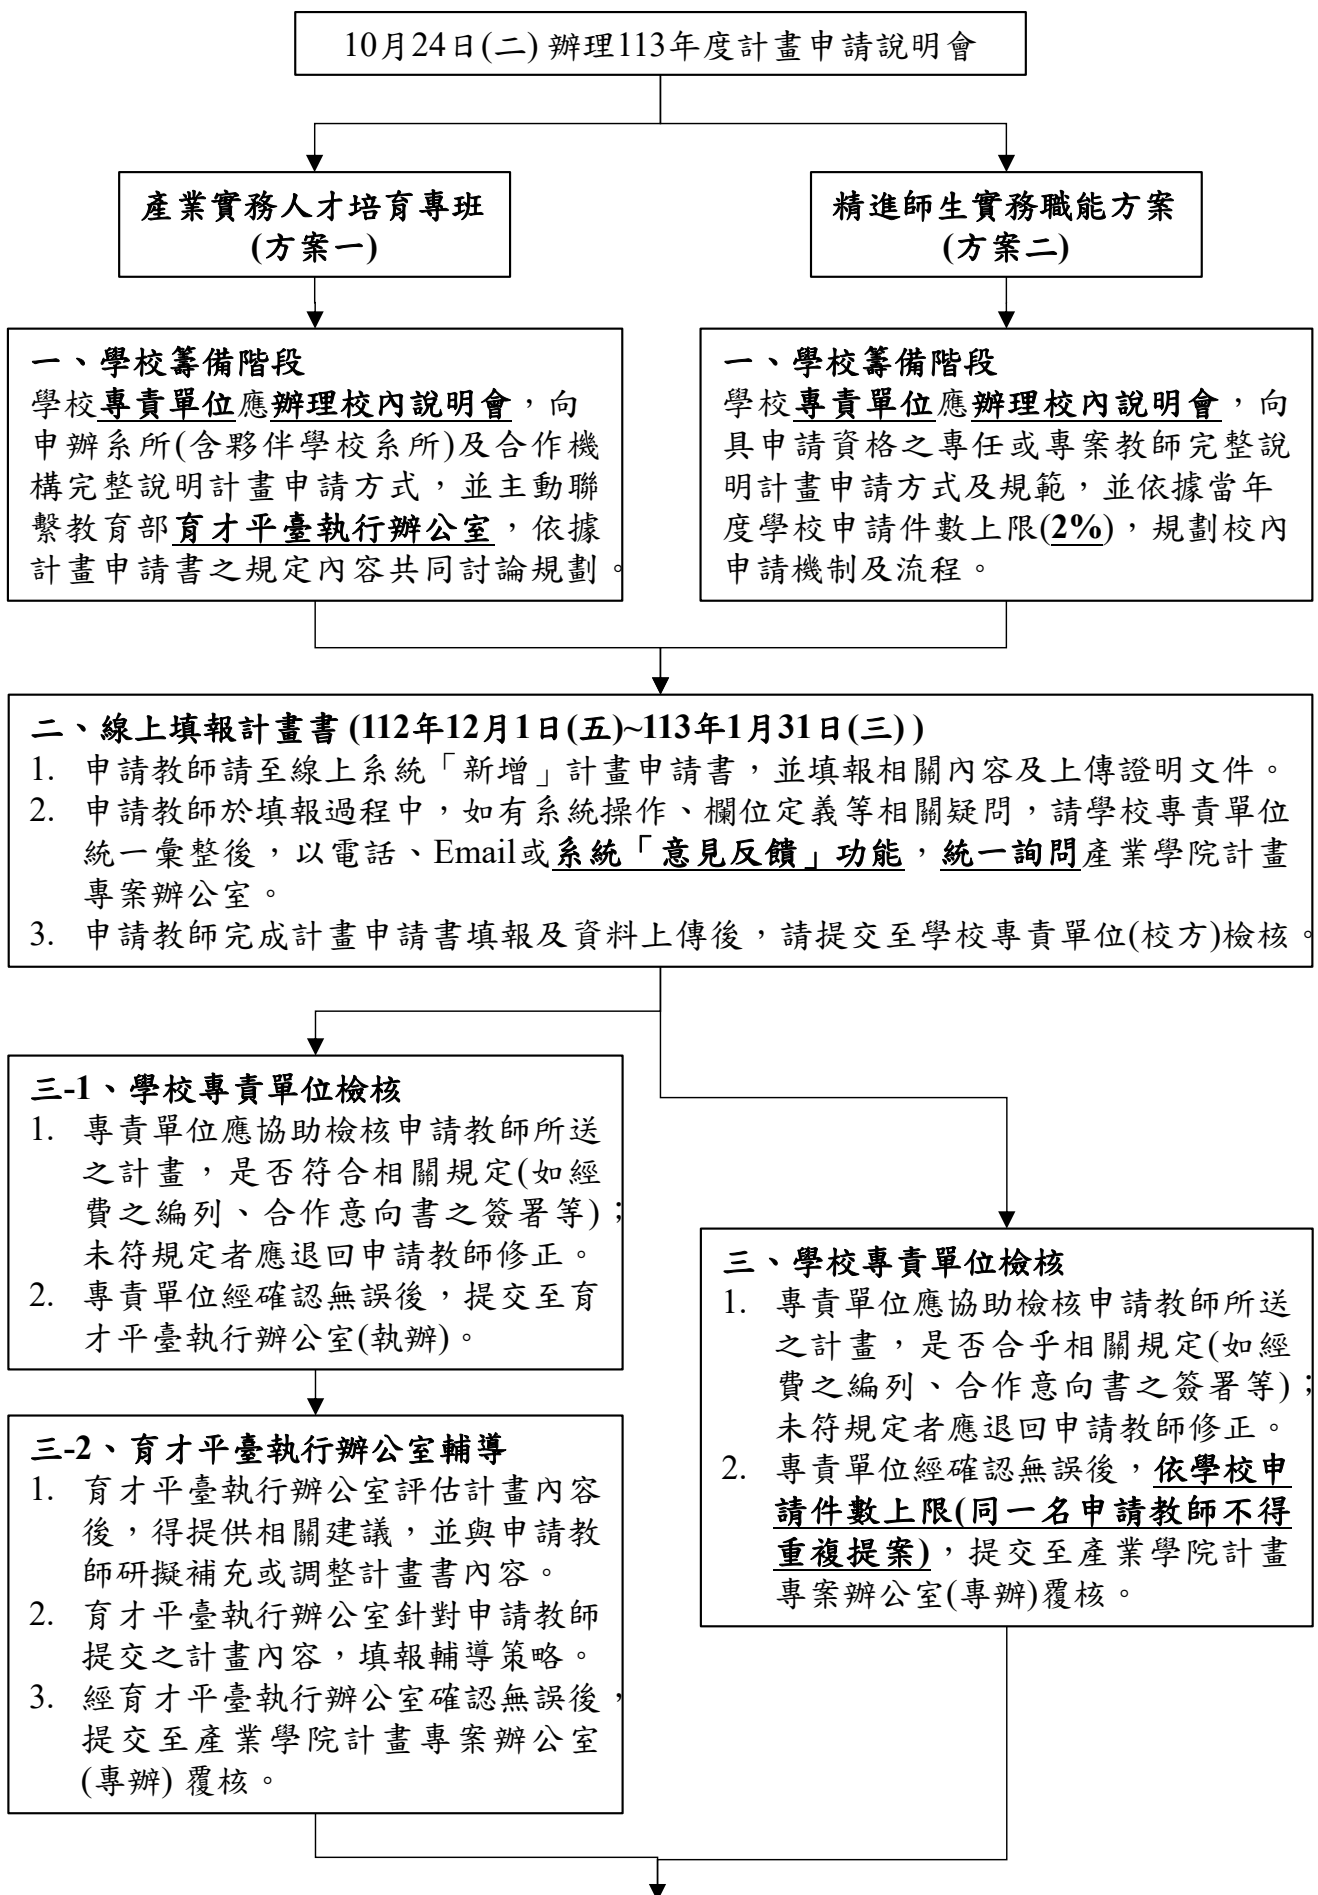 10月24日(二) 辦理113年度計畫申請說明會
產業實務人才培育專班
(方案一)
精進師生實務職能方案
(方案二)
一、學校籌備階段
學校專責單位應辦理校內說明會，向
申辦系所(含夥伴學校系所)及合作機
構完整說明計畫申請方式，並主動聯
繫教育部育才平臺執行辦公室，依據
計畫申請書之規定內容共同討論規劃。
一、學校籌備階段
學校專責單位應辦理校內說明會，向
具申請資格之專任或專案教師完整說
明計畫申請方式及規範，並依據當年
度學校申請件數上限(2%)，規劃校內
申請機制及流程。
二、線上填報計畫書 (112年12月1日(五)~113年1月31日(三) )
1. 申請教師請至線上系統「新增」計畫申請書，並填報相關內容及上傳證明文件。
2. 申請教師於填報過程中，如有系統操作、欄位定義等相關疑問，請學校專責單位
統一彙整後，以電話、Email或系統「意見反饋」功能，統一詢問產業學院計畫
專案辦公室。
3. 申請教師完成計畫申請書填報及資料上傳後，請提交至學校專責單位(校方)檢核。
三-1、學校專責單位檢核
1. 專責單位應協助檢核申請教師所送
之計畫，是否符合相關規定(如經
費之編列、合作意向書之簽署等)；
未符規定者應退回申請教師修正。
2. 專責單位經確認無誤後，提交至育
才平臺執行辦公室(執辦)。
三-2、育才平臺執行辦公室輔導
1. 育才平臺執行辦公室評估計畫內容
後，得提供相關建議，並與申請教
師研擬補充或調整計畫書內容。
2. 育才平臺執行辦公室針對申請教師
提交之計畫內容，填報輔導策略。
3. 經育才平臺執行辦公室確認無誤後，
提交至產業學院計畫專案辦公室
(專辦) 覆核。
三、學校專責單位檢核
1. 專責單位應協助檢核申請教師所送
之計畫，是否合乎相關規定(如經
費之編列、合作意向書之簽署等)；
未符規定者應退回申請教師修正。
2. 專責單位經確認無誤後，依學校申
請件數上限(同一名申請教師不得
重複提案)，提交至產業學院計畫
專案辦公室(專辦)覆核。